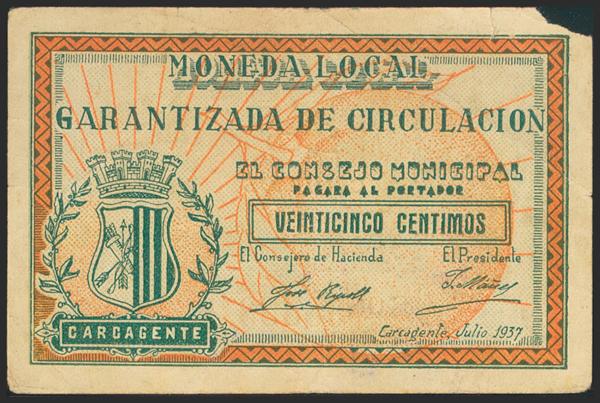 MONEDA LOCAL
GARANTIZADA DE CIRCULACION
EL CONSEJO MUNICIPAL
PAGARA AL PORTADOR
VEINTICINCO CENTIMOS
El Consejero de Hacienda El Presidente
Carcagente, Julio 1937
CARCAGENTE